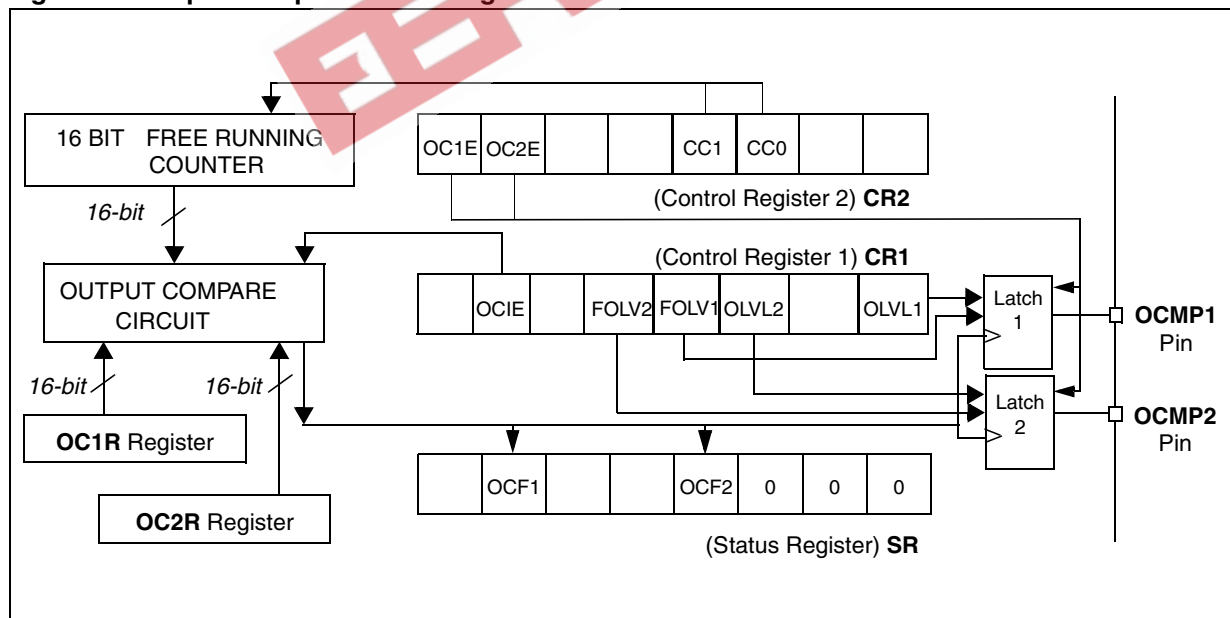 16 BIT FREE RUNNING
COUNTER
16-bit
OUTPUT COMPARE
CIRCUIT
16-bit
16-bit
OC1R Register
OC2R Register
OC1E OC2E CC1 CC0
(Control Register 2) CR2
(Control Register 1) CR1
OCIE FOLV2 FOLV1 OLVL2 OLVL1
Latch
1
OCMP1
Pin
Latch
2
OCMP2
Pin
OCF1 OCF2 0 0 0
(Status Register) SR